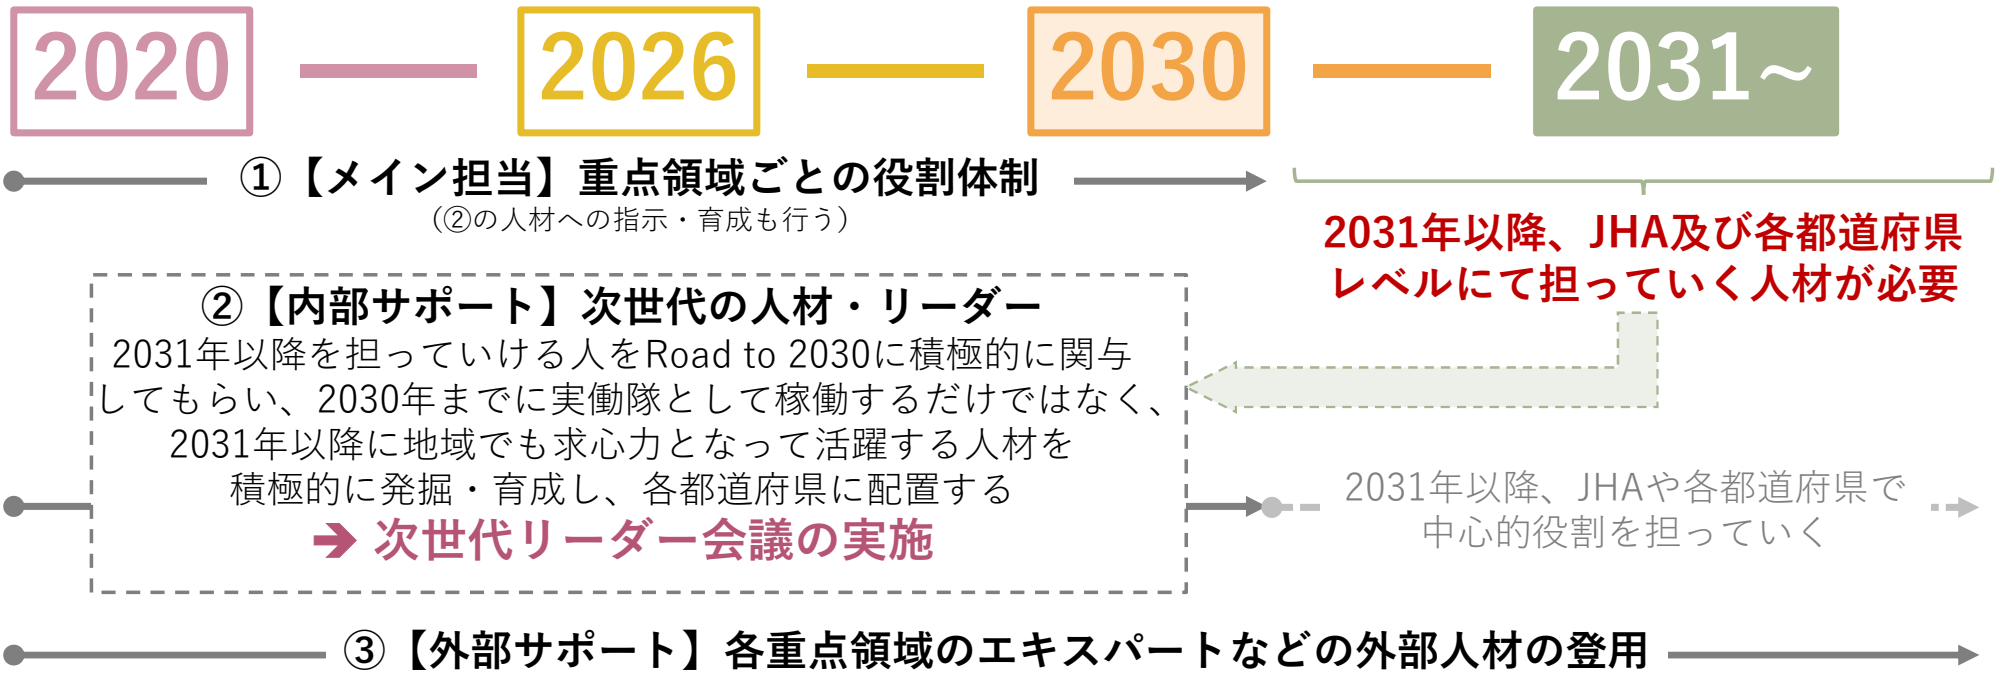 2020
2026
2030
2031~
①【メイン担当】重点領域ごとの役割体制
（②の人材への指示・育成も行う）
2031年以降、JHA及び各都道府県
レベルにて担っていく人材が必要
②【内部サポート】次世代の人材・リーダー
2031年以降を担っていける人をRoad to 2030に積極的に関与
してもらい、2030年までに実働隊として稼働するだけではなく、
2031年以降に地域でも求心力となって活躍する人材を
積極的に発掘・育成し、各都道府県に配置する
➔ 次世代リーダー会議の実施
2031年以降、JHAや各都道府県で
中心的役割を担っていく
③【外部サポート】各重点領域のエキスパートなどの外部人材の登用